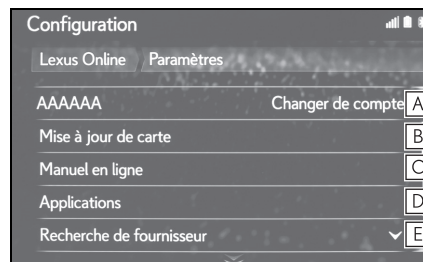 Configuration
Lexus Online Paramètres
AAAAAA Changer de compte A
Mise à jour de carte B
Manuel en ligne C
Applications D
Recherche de fournisseur E